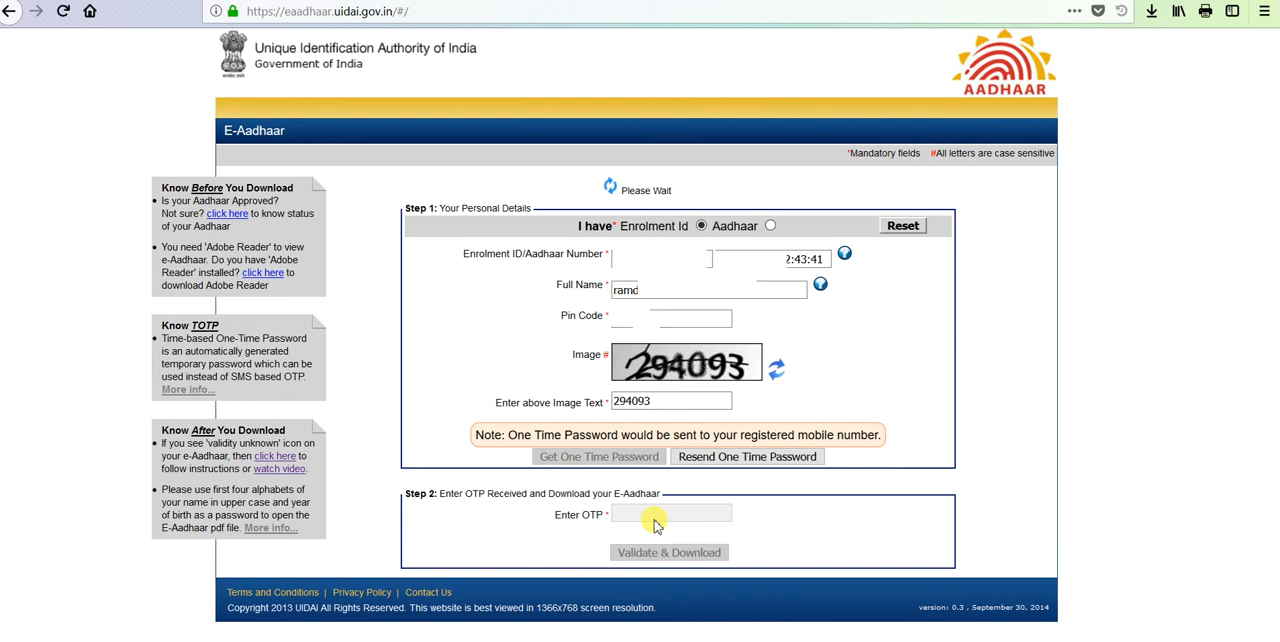 https://eaadhaar.uidai.gov.in/#/
Unique Identification Authority of India
Government of India
AADHAAR
E-Aadhaar
*Mandatory fields #All letters are case sensitive
Know Before You Download
• Is your Aadhaar Approved?
Not sure? click here to know status
of your Aadhaar
• You need 'Adobe Reader' to view
e-Aadhaar. Do you have 'Adobe
Reader' installed? click here to
download Adobe Reader
Know TOTP
• Time-based One-Time Password
is an automatically generated
temporary password which can be
used instead of SMS based OTP.
More info...
Know After You Download
• If you see 'validity unknown' icon on
your e-Aadhaar, then click here to
follow instructions or watch video.
• Please use first four alphabets of
your name in upper case and year
of birth as a password to open the
E-Aadhaar pdf file. More info...
Please Wait
Step 1: Your Personal Details
I have* Enrolment Id Aadhaar Reset
Enrolment ID/Aadhaar Number * 2:43:41
Full Name * ramd
Pin Code *
Image # 294093
Enter above Image Text * 294093
Note: One Time Password would be sent to your registered mobile number.
Get One Time Password Resend One Time Password
Step 2: Enter OTP Received and Download your E-Aadhaar
Enter OTP *
Validate & Download
Terms and Conditions | Privacy Policy | Contact Us
Copyright 2013 UIDAI All Rights Reserved. This website is best viewed in 1366x768 screen resolution.
version: 0.3 , September 30, 2014